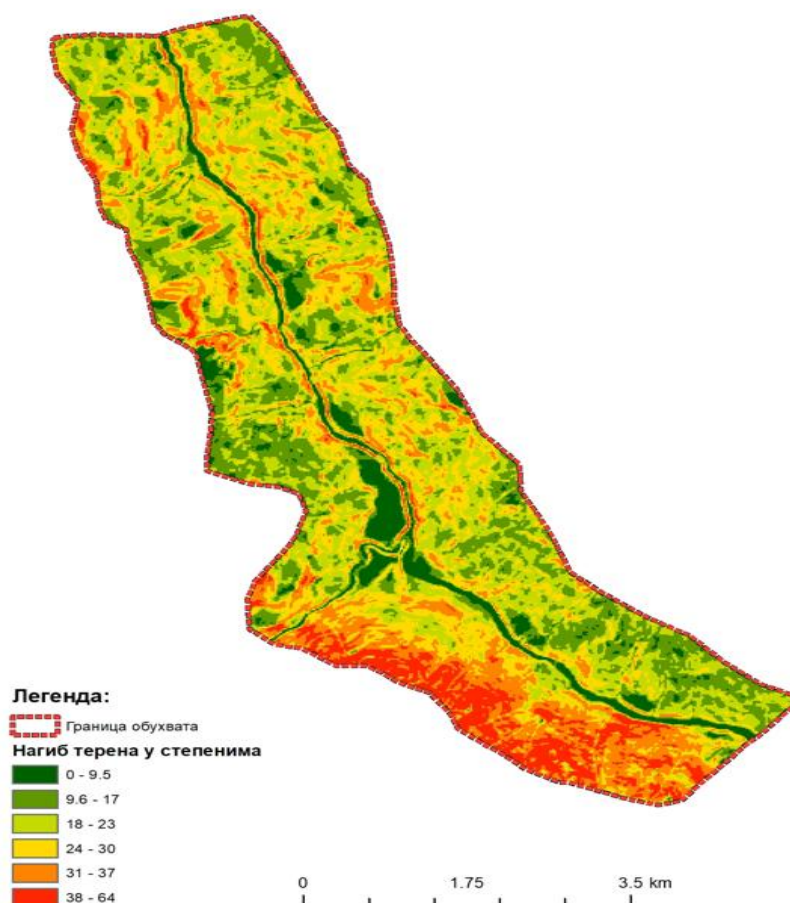 Легенда:
Граница обухвата
Нагиб терена у степенима
0 - 9.5
9.6 - 17
18 - 23
24 - 30
31 - 37
38 - 64
0 1.75 3.5 km